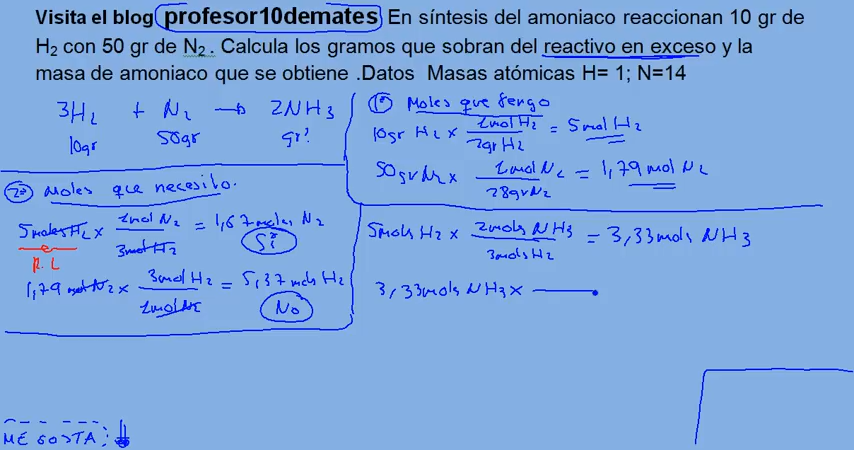 Visita el blog profesor10demates En síntesis del amoniaco reaccionan 10 gr de
H₂ con 50 gr de N₂ . Calcula los gramos que sobran del reactivo en exceso y la
masa de amoniaco que se obtiene .Datos Masas atómicas H= 1; N=14
3H₂ + N₂ → 2NH3
10gr 50gr gr?
1º Moles que tengo
10gr H₂ x 1mol H₂ / 2gr H₂ = 5mol H₂
50gr N₂ x 1mol N₂ / 28gr N₂ = 1,79 mol N₂
2º Moles que necesito.
5moles H₂ x 1mol N₂ / 3mol H₂ = 1,67 moles N₂
R.L
Sí
1,79 mol N₂ x 3mol H₂ / 1mol N₂ = 5,37 mols H₂
No
5mols H₂ x 2mols NH3 / 3mols H₂ = 3,33mols NH3
3,33mols NH3 x
ME GUSTA: